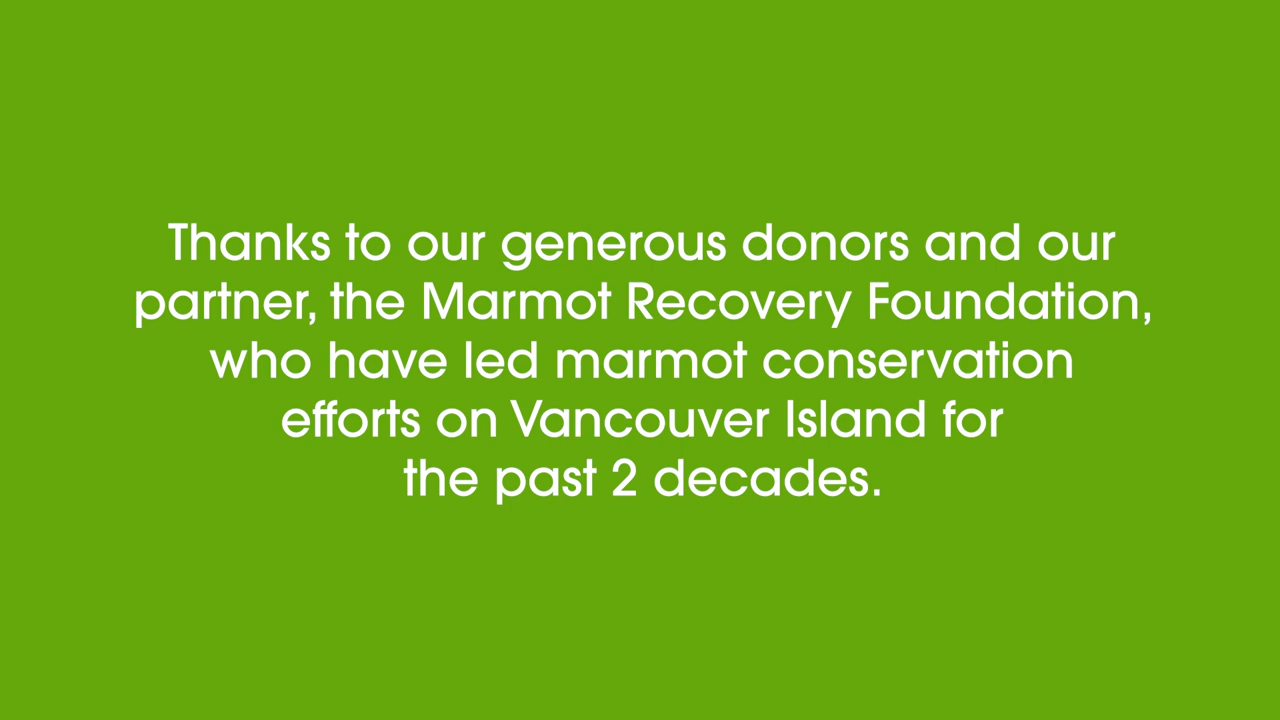 Thanks to our generous donors and our
partner, the Marmot Recovery Foundation,
who have led marmot conservation
efforts on Vancouver Island for
the past 2 decades.